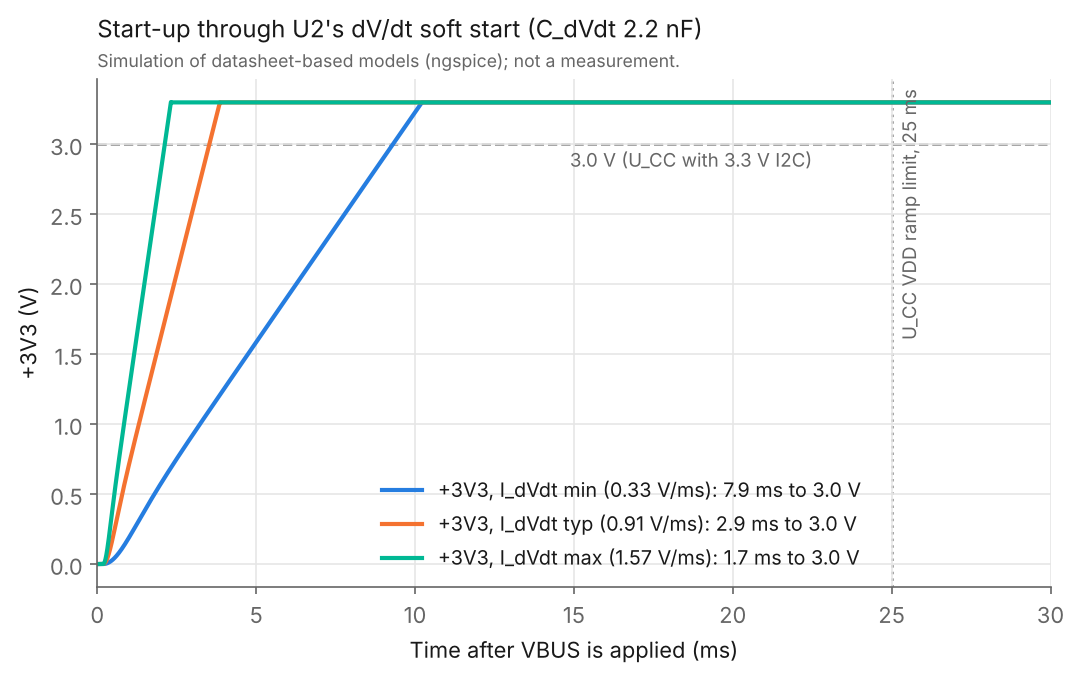 Start-up through U2's dV/dt soft start (C_dVdt 2.2 nF)
Simulation of datasheet-based models (ngspice); not a measurement.
+3V3 (V)
3.0
2.5
2.0
1.5
1.0
0.5
0.0
3.0 V (U_CC with 3.3 V I2C)
U_CC VDD ramp limit, 25 ms
+3V3, I_dVdt min (0.33 V/ms): 7.9 ms to 3.0 V
+3V3, I_dVdt typ (0.91 V/ms): 2.9 ms to 3.0 V
+3V3, I_dVdt max (1.57 V/ms): 1.7 ms to 3.0 V
0 5 10 15 20 25 30
Time after VBUS is applied (ms)